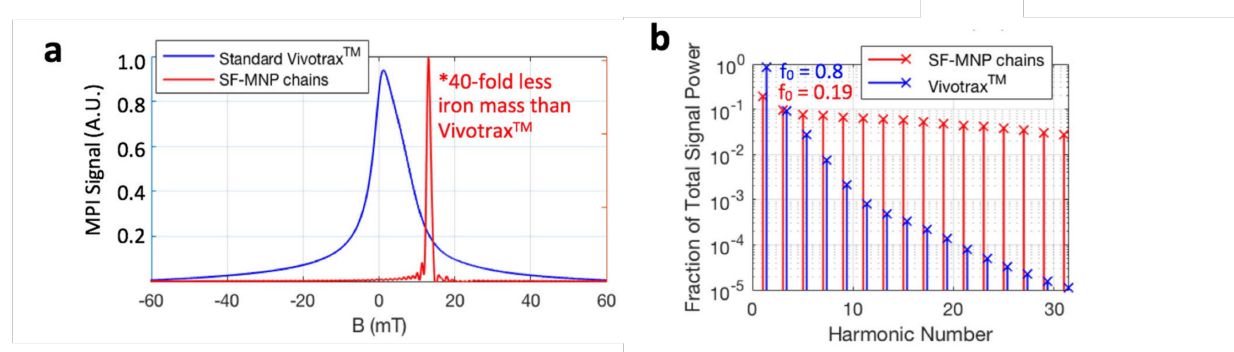 a
Standard Vivotrax™
SF-MNP chains
*40-fold less
iron mass than
Vivotrax™
MPI Signal (A.U.)
1.0
0.8
0.6
0.4
0.2
-60 -40 -20 0 20 40 60
B (mT)
b
SF-MNP chains
Vivotrax™
f₀ = 0.8
f₀ = 0.19
Fraction of Total Signal Power
10⁰
10⁻¹
10⁻²
10⁻³
10⁻⁴
10⁻⁵
0 10 20 30
Harmonic Number